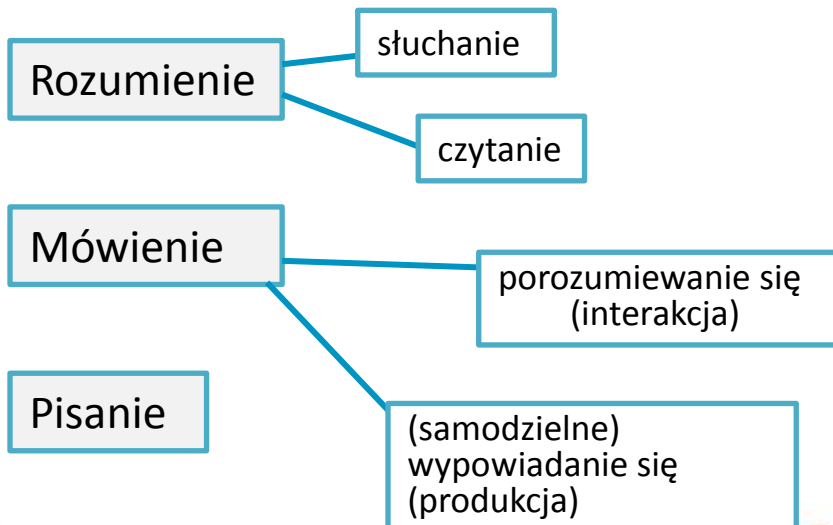 słuchanie
Rozumienie
czytanie
Mówienie
porozumiewanie się
(interakcja)
Pisanie
(samodzielne)
wypowiadanie się
(produkcja)